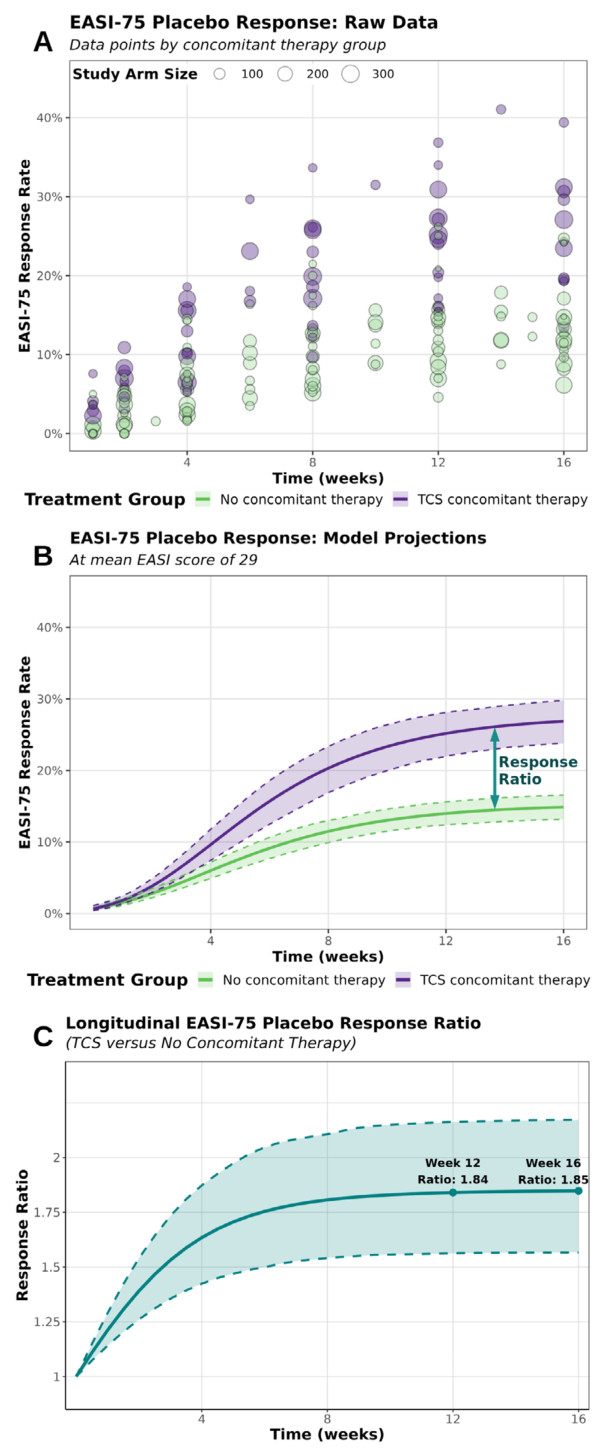 A
EASI-75 Placebo Response: Raw Data
Data points by concomitant therapy group
Study Arm Size 100 200 300
EASI-75 Response Rate
40%
30%
20%
10%
0%
4 8 12 16
Time (weeks)
Treatment Group No concomitant therapy TCS concomitant therapy
B
EASI-75 Placebo Response: Model Projections
At mean EASI score of 29
EASI-75 Response Rate
40%
30%
20%
10%
0%
Response
Ratio
4 8 12 16
Time (weeks)
Treatment Group No concomitant therapy TCS concomitant therapy
C
Longitudinal EASI-75 Placebo Response Ratio
(TCS versus No Concomitant Therapy)
Response Ratio
2
1.75
1.5
1.25
1
Week 12
Ratio: 1.84
Week 16
Ratio: 1.85
4 8 12 16
Time (weeks)